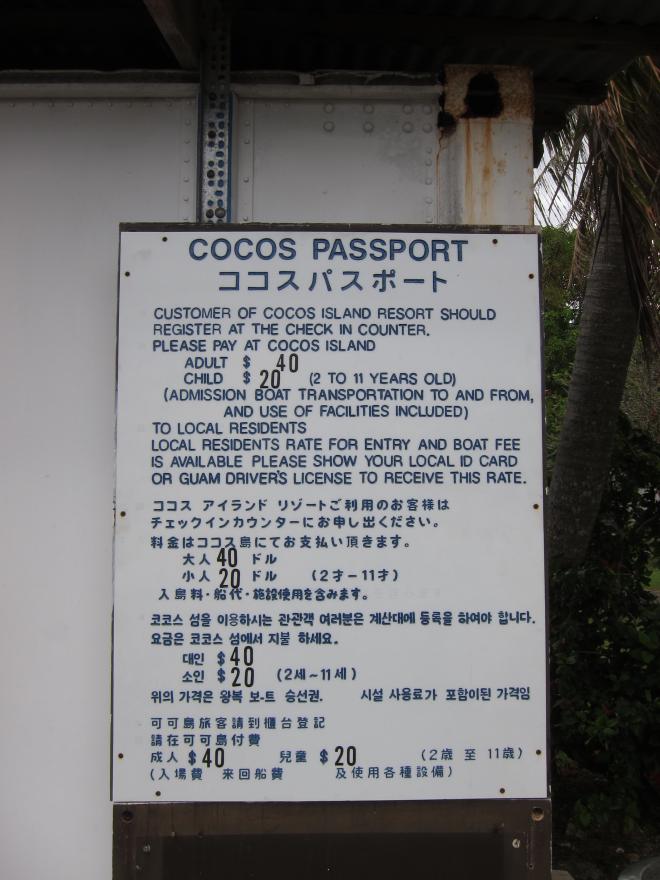 COCOS PASSPORT
ココスパスポート
CUSTOMER OF COCOS ISLAND RESORT SHOULD
REGISTER AT THE CHECK IN COUNTER.
PLEASE PAY AT COCOS ISLAND
ADULT $ 40
CHILD $ 20 (2 TO 11 YEARS OLD)
(ADMISSION BOAT TRANSPORTATION TO AND FROM,
AND USE OF FACILITIES INCLUDED)
TO LOCAL RESIDENTS
LOCAL RESIDENTS RATE FOR ENTRY AND BOAT FEE
IS AVAILABLE PLEASE SHOW YOUR LOCAL ID CARD
OR GUAM DRIVER'S LICENSE TO RECEIVE THIS RATE.
ココス アイランド リゾートご利用のお客様は
チェックインカウンターにお申し出ください。
料金はココス島にてお支払い頂きます。
大人 40 ドル
小人 20 ドル (2才ー11才)
入島料・船代・施設使用を含みます。
코코스 섬을 이용하시는 관관객 여러분은 계산대에 등록을 하여야 합니다.
요금은 코코스 섬에서 지불 하세요.
대인 $ 40
소인 $ 20 (2세~11세)
위의 가격은 왕복 보-트 승선권. 시설 사용료가 포함이된 가격임
可可島旅客請到櫃台登記
請在可可島付費
成人 $ 40 兒童 $ 20 (2歲 至 11歲)
(入場費 来回船費 及使用各種設備)